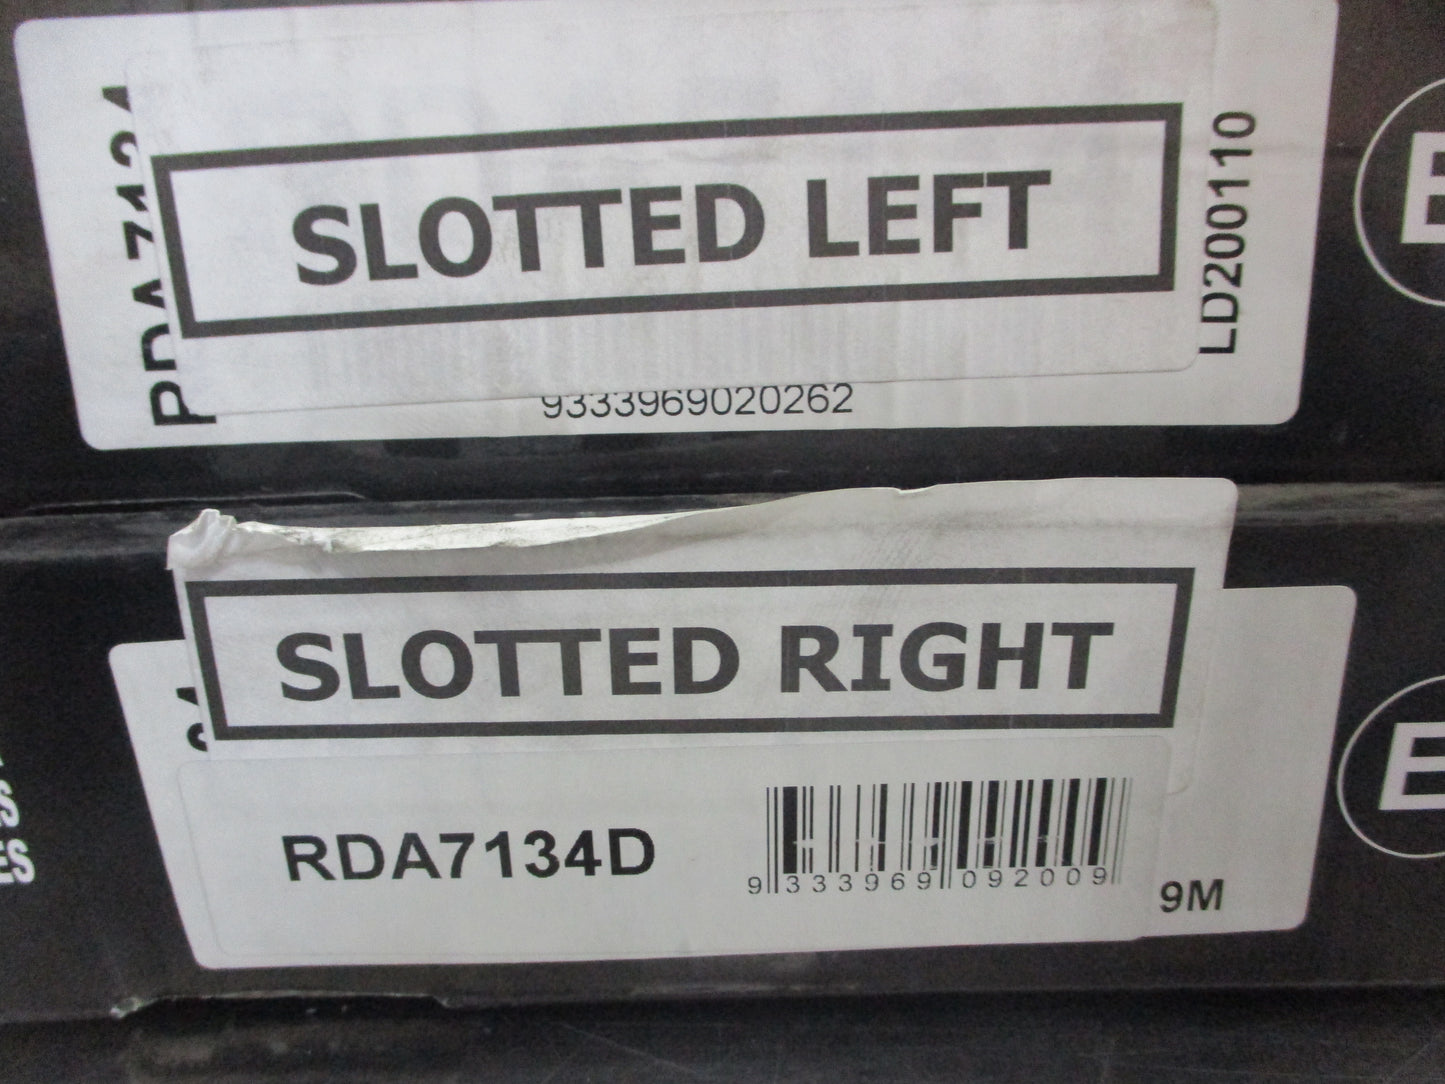 SLOTTED LEFT
LD200110
9333969020262
SLOTTED RIGHT
RDA7134D
9333969092009
9M